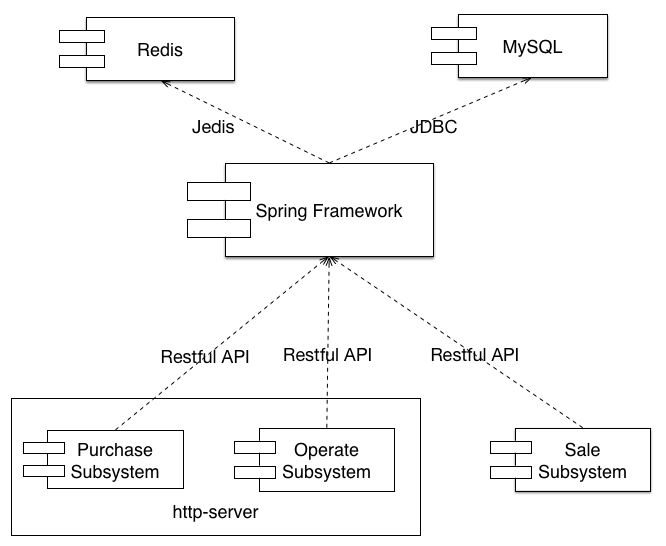 Redis
MySQL
Jedis
JDBC
Spring Framework
Restful API
Restful API
Restful API
Purchase
Subsystem
Operate
Subsystem
Sale
Subsystem
http-server